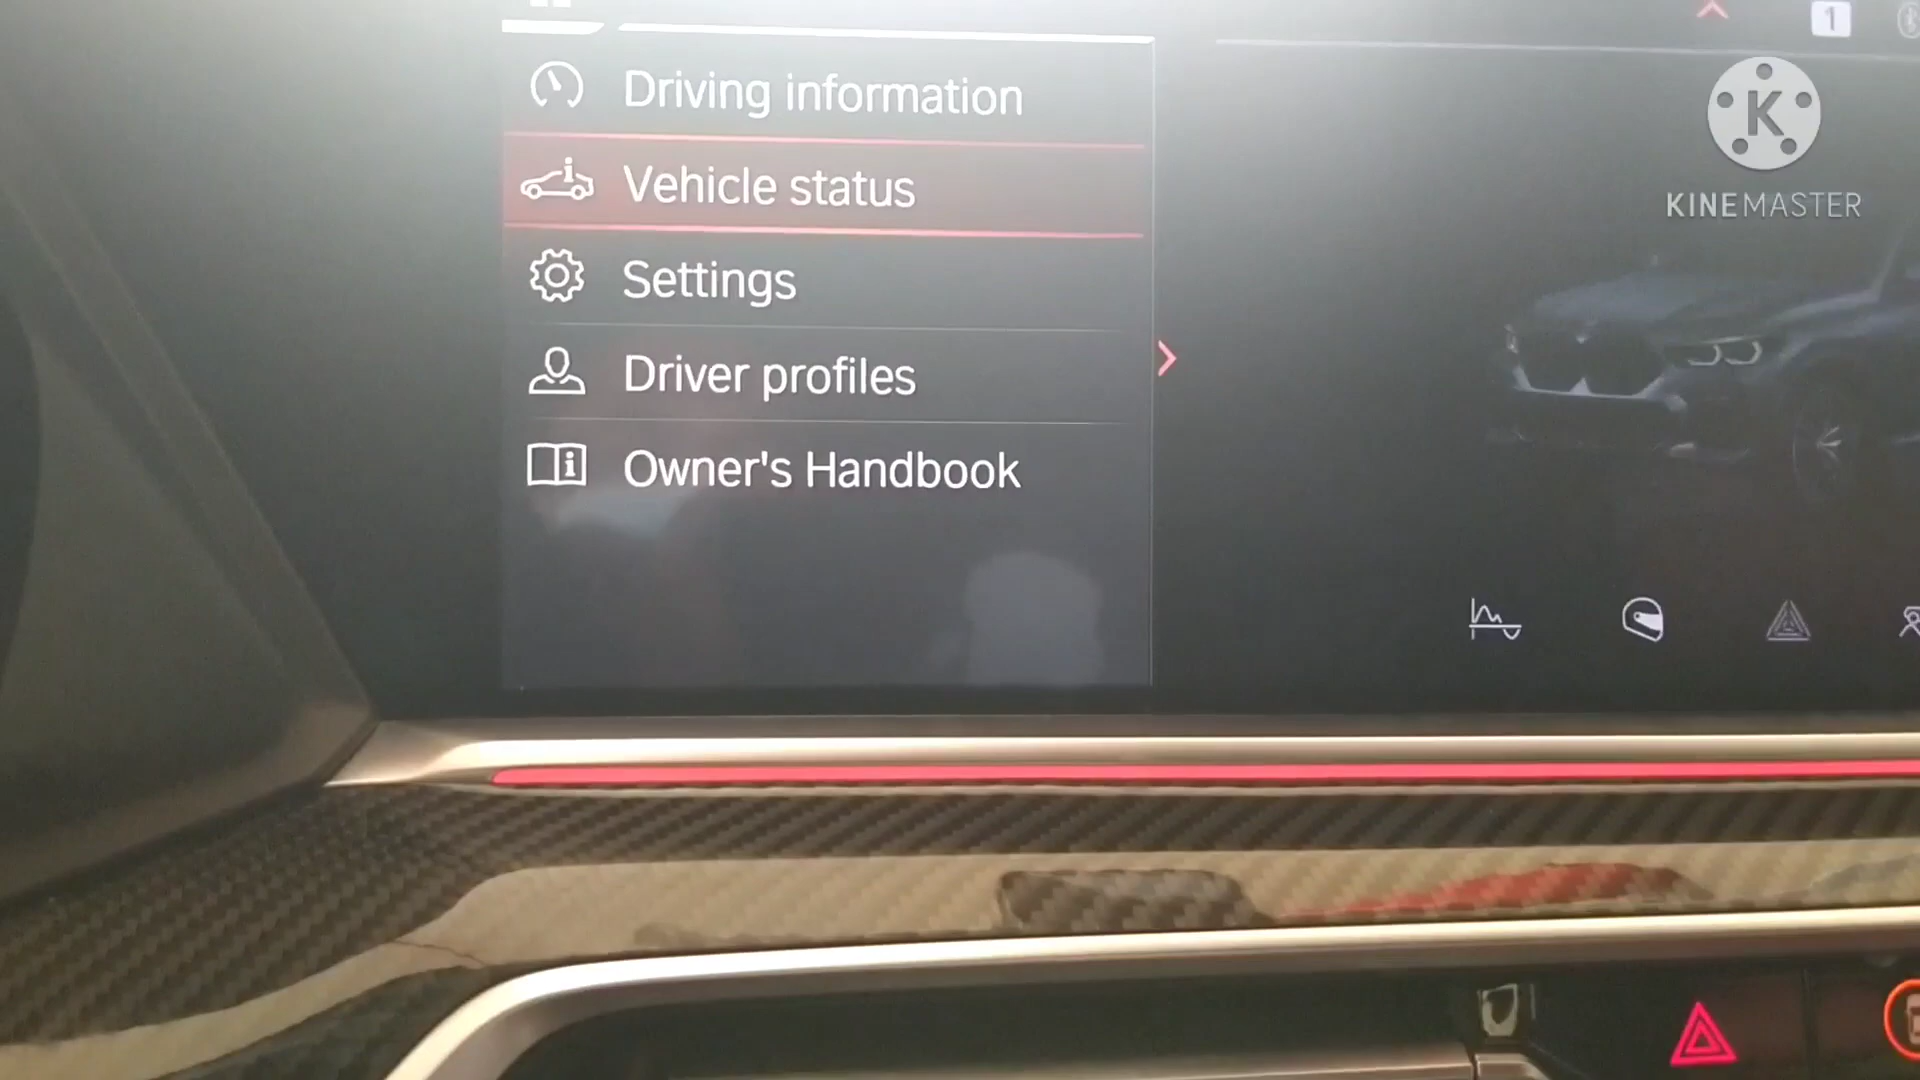 1
K
Driving information
KINEMASTER
Vehicle status
Settings
Driver profiles
Owner's Handbook